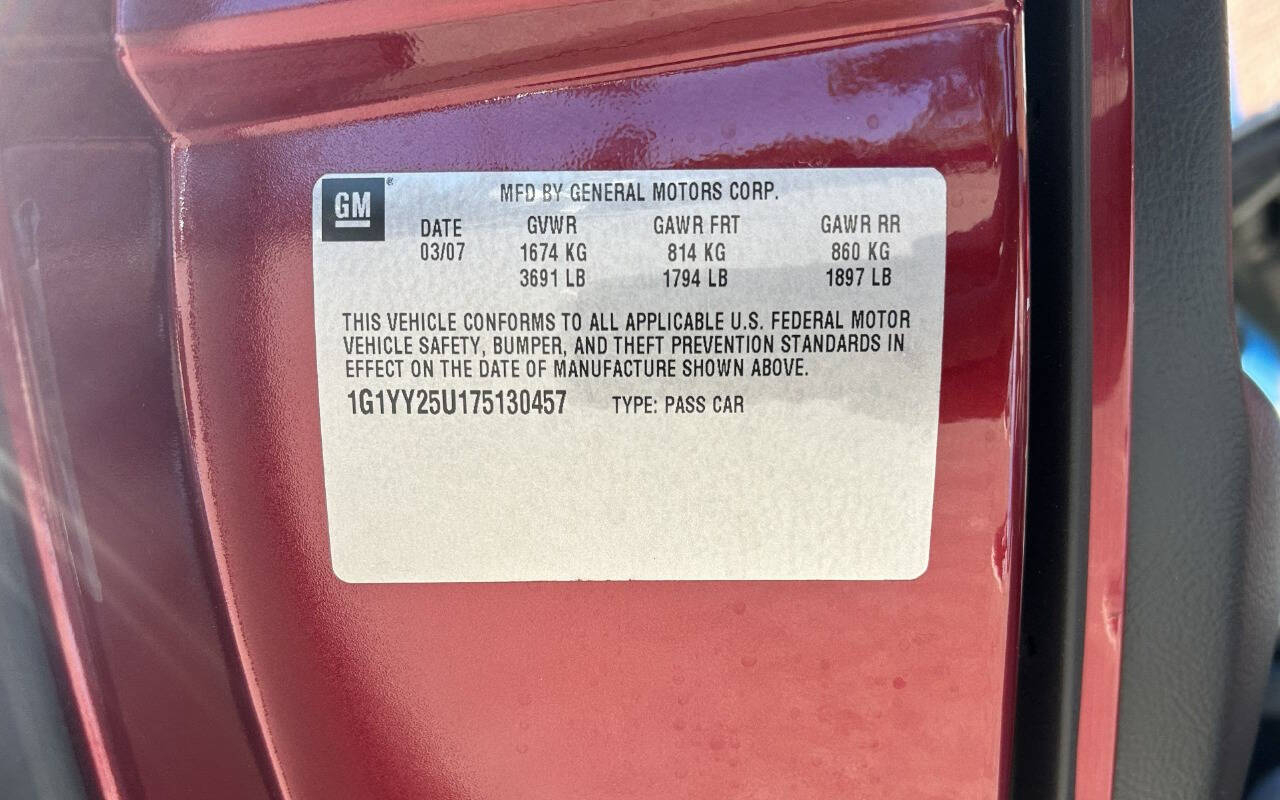 GM®
MFD BY GENERAL MOTORS CORP.
DATE GVWR GAWR FRT GAWR RR
03/07 1674 KG 814 KG 860 KG
3691 LB 1794 LB 1897 LB
THIS VEHICLE CONFORMS TO ALL APPLICABLE U.S. FEDERAL MOTOR
VEHICLE SAFETY, BUMPER, AND THEFT PREVENTION STANDARDS IN
EFFECT ON THE DATE OF MANUFACTURE SHOWN ABOVE.
1G1YY25U175130457 TYPE: PASS CAR